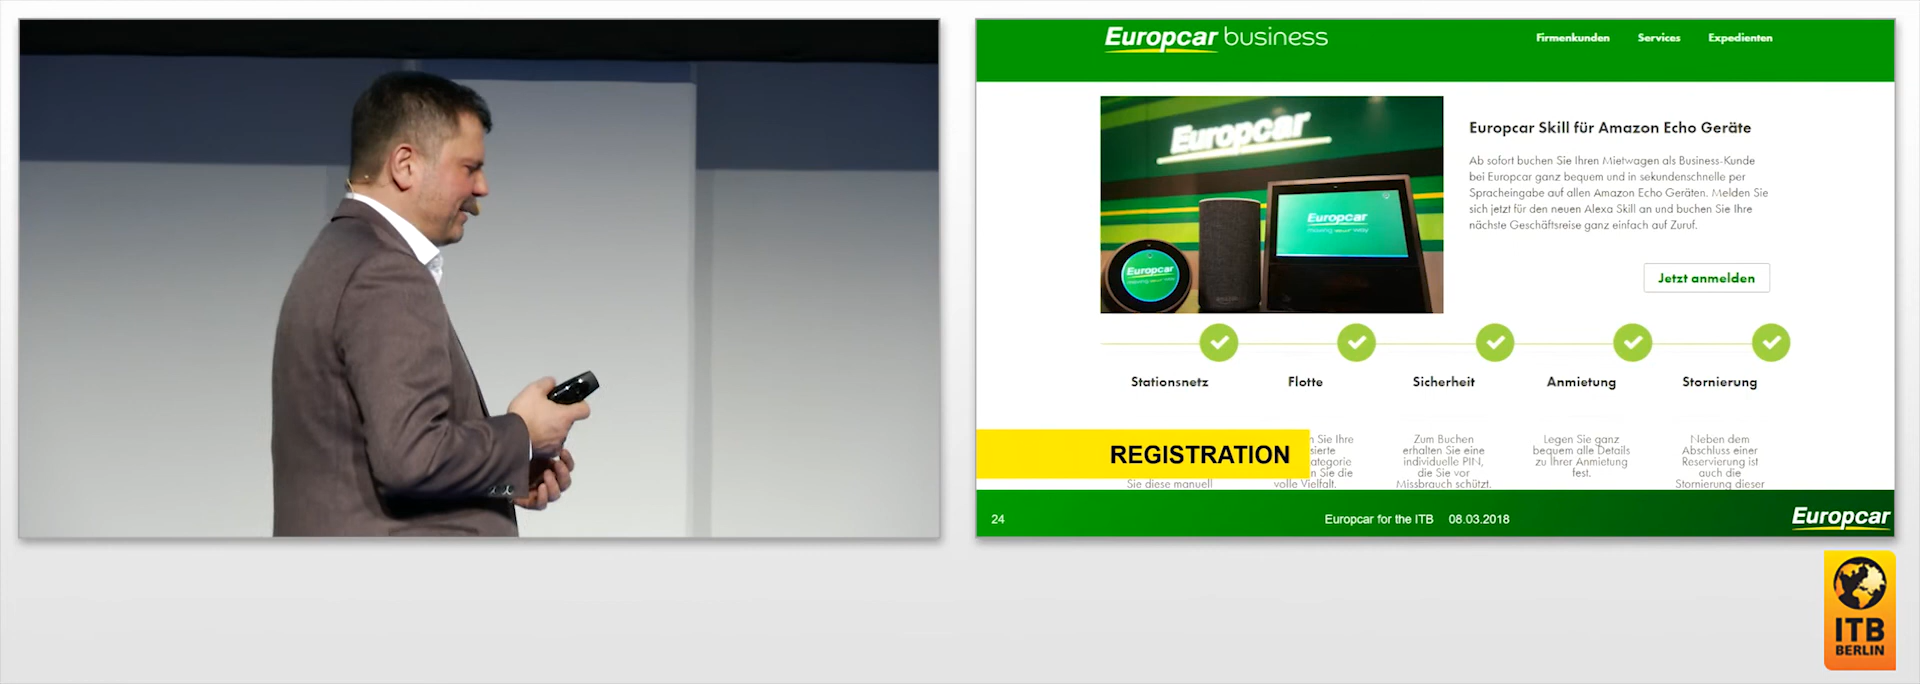 Europcar business
Firmenkunden Services Expedienten
Europcar
Europcar
moving your way
Europcar
Europcar Skill für Amazon Echo Geräte
Ab sofort buchen Sie Ihren Mietwagen als Business-Kunde
bei Europcar ganz bequem und in sekundenschnelle per
Spracheingabe auf allen Amazon Echo Geräten. Melden Sie
sich jetzt für den neuen Alexa Skill an und buchen Sie Ihre
nächste Geschäftsreise ganz einfach auf Zuruf.
Jetzt anmelden
Stationsnetz Flotte Sicherheit Anmietung Stornierung
Sie diese manuell
n Sie Ihre
sierte
ategorie
n Sie die
volle Vielfalt.
Zum Buchen
erhalten Sie eine
individuelle PIN,
die Sie vor
Missbrauch schützt.
Legen Sie ganz
bequem alle Details
zu Ihrer Anmietung
fest.
Neben dem
Abschluss einer
Reservierung ist
auch die
Stornierung dieser
REGISTRATION
24 Europcar for the ITB 08.03.2018 Europcar
ITB
BERLIN